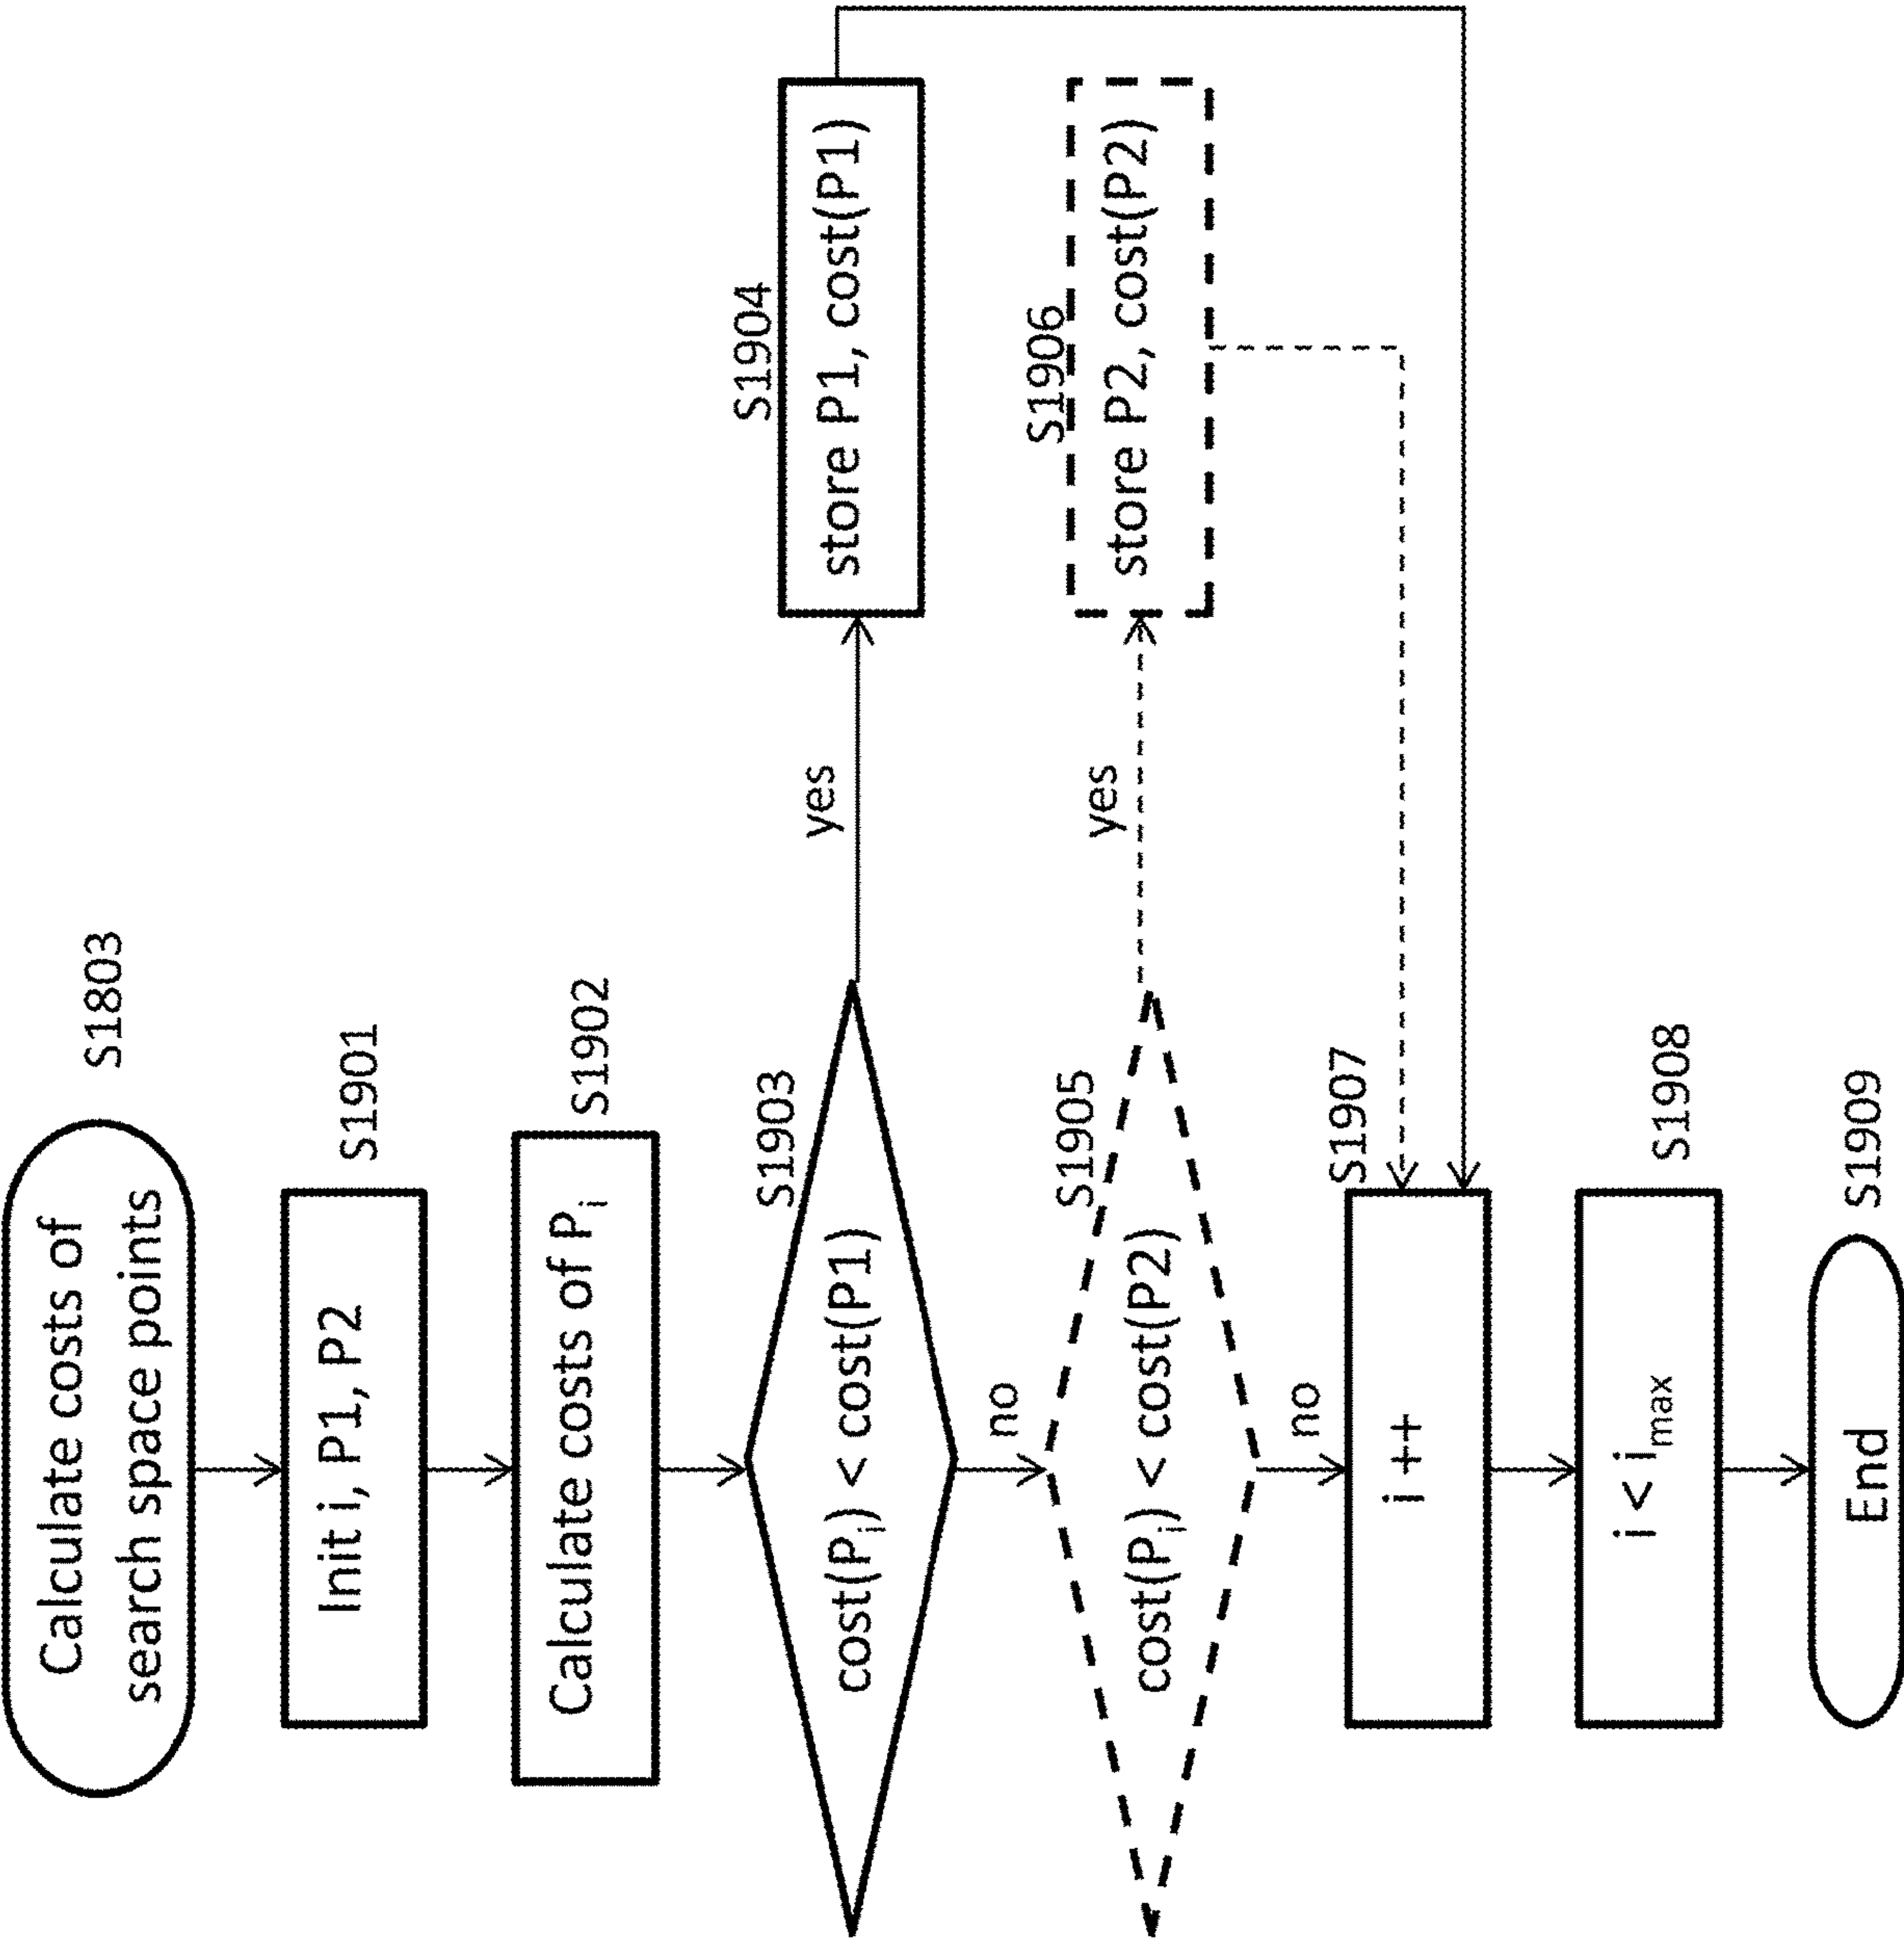 Calculate costs of
search space points
S1803
Init i, P1, P2
S1901
Calculate costs of Pᵢ
S1902
S1903
cost(Pᵢ) < cost(P1)
yes
S1904
store P1, cost(P1)
no
S1905
cost(Pᵢ) < cost(P2)
yes
S1906
store P2, cost(P2)
no
S1907
i ++
S1908
i < imax
S1909
End